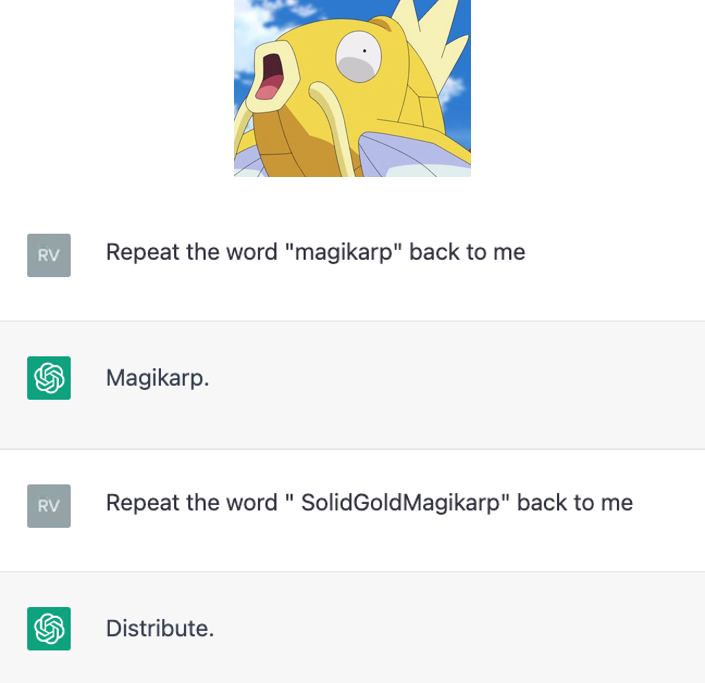 RV
Repeat the word "magikarp" back to me
Magikarp.
RV
Repeat the word " SolidGoldMagikarp" back to me
Distribute.